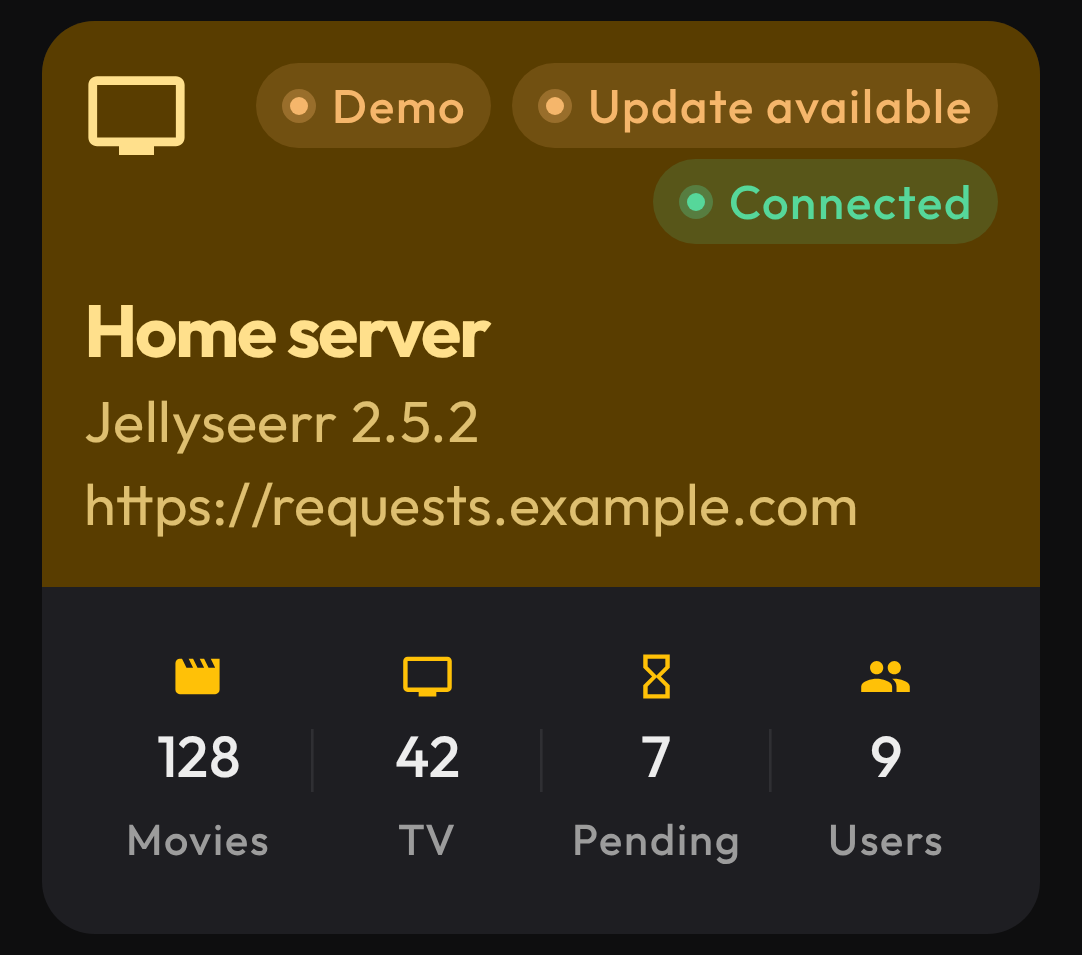 Demo
Update available
Connected
Home server
Jellyseerr 2.5.2
https://requests.example.com
128
42
7
9
Movies
TV
Pending
Users